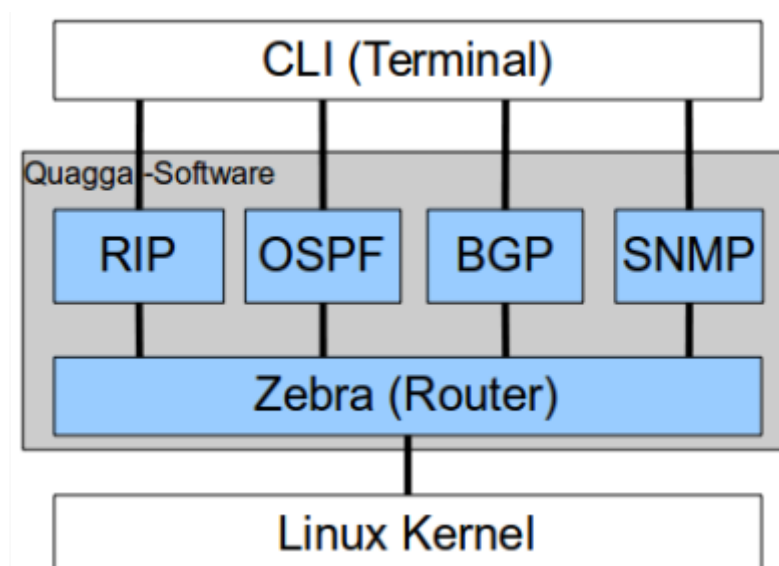 CLI (Terminal)
Quagga -Software
RIP OSPF BGP SNMP
Zebra (Router)
Linux Kernel